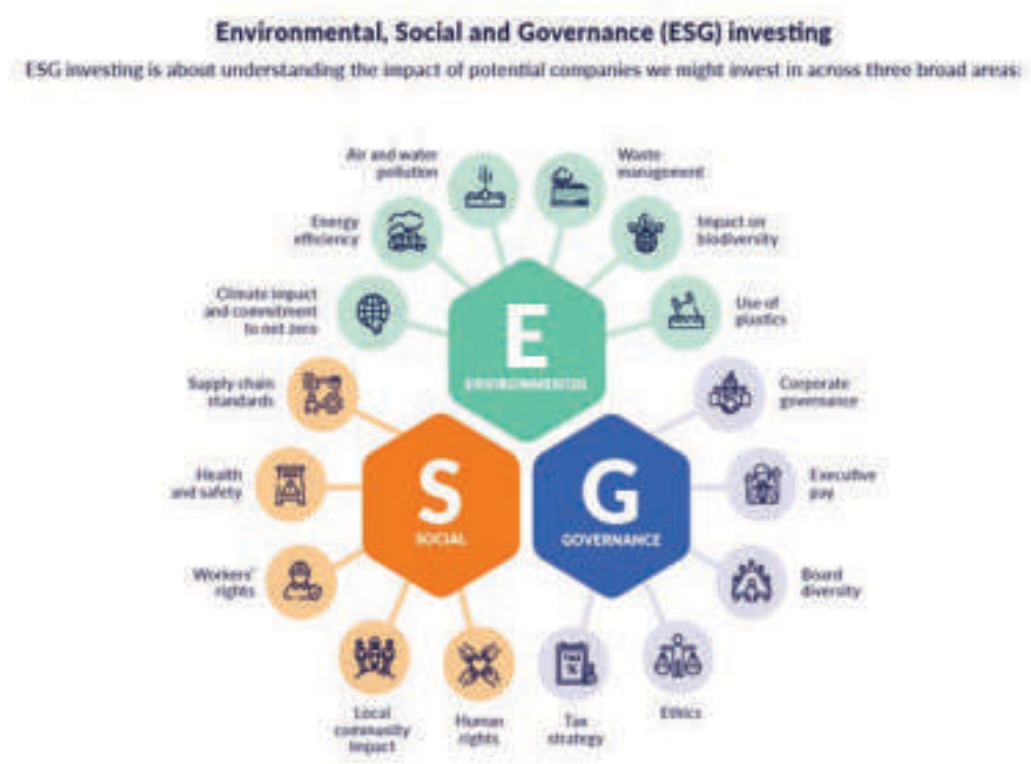 Environmental, Social and Governance (ESG) investing
ESG investing is about understanding the impact of potential companies we might invest in across three broad areas:
Air and water
pollution
Waste
management
Energy
efficiency
Impact on
biodiversity
Climate impact
and commitment
to net zero
Use of
plastics
E
ENVIRONMENTAL
Supply chain
standards
Corporate
governance
Health
and safety
S
SOCIAL
G
GOVERNANCE
Executive
pay
Workers'
rights
Board
diversity
TAX
%
Local
community
impact
Human
rights
Tax
strategy
Ethics